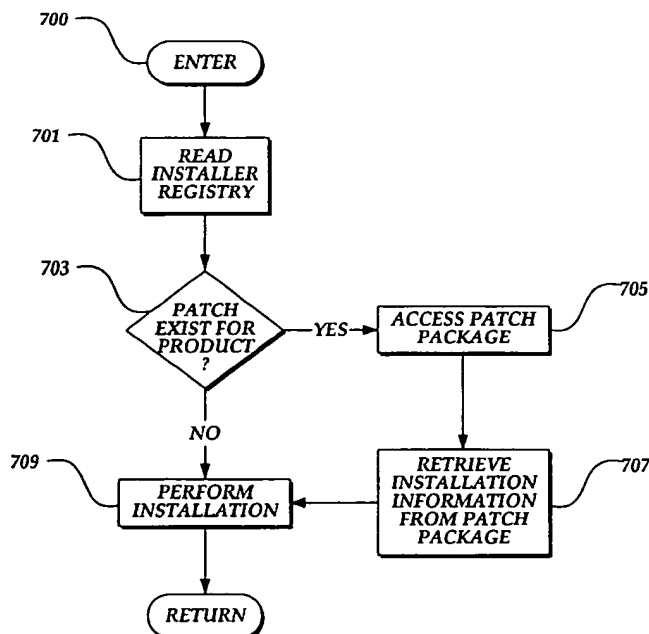 700
ENTER
701
READ
INSTALLER
REGISTRY
703
PATCH
EXIST FOR
PRODUCT
?
YES
705
ACCESS PATCH
PACKAGE
NO
709
PERFORM
INSTALLATION
RETRIEVE
INSTALLATION
INFORMATION
FROM PATCH
PACKAGE
707
RETURN